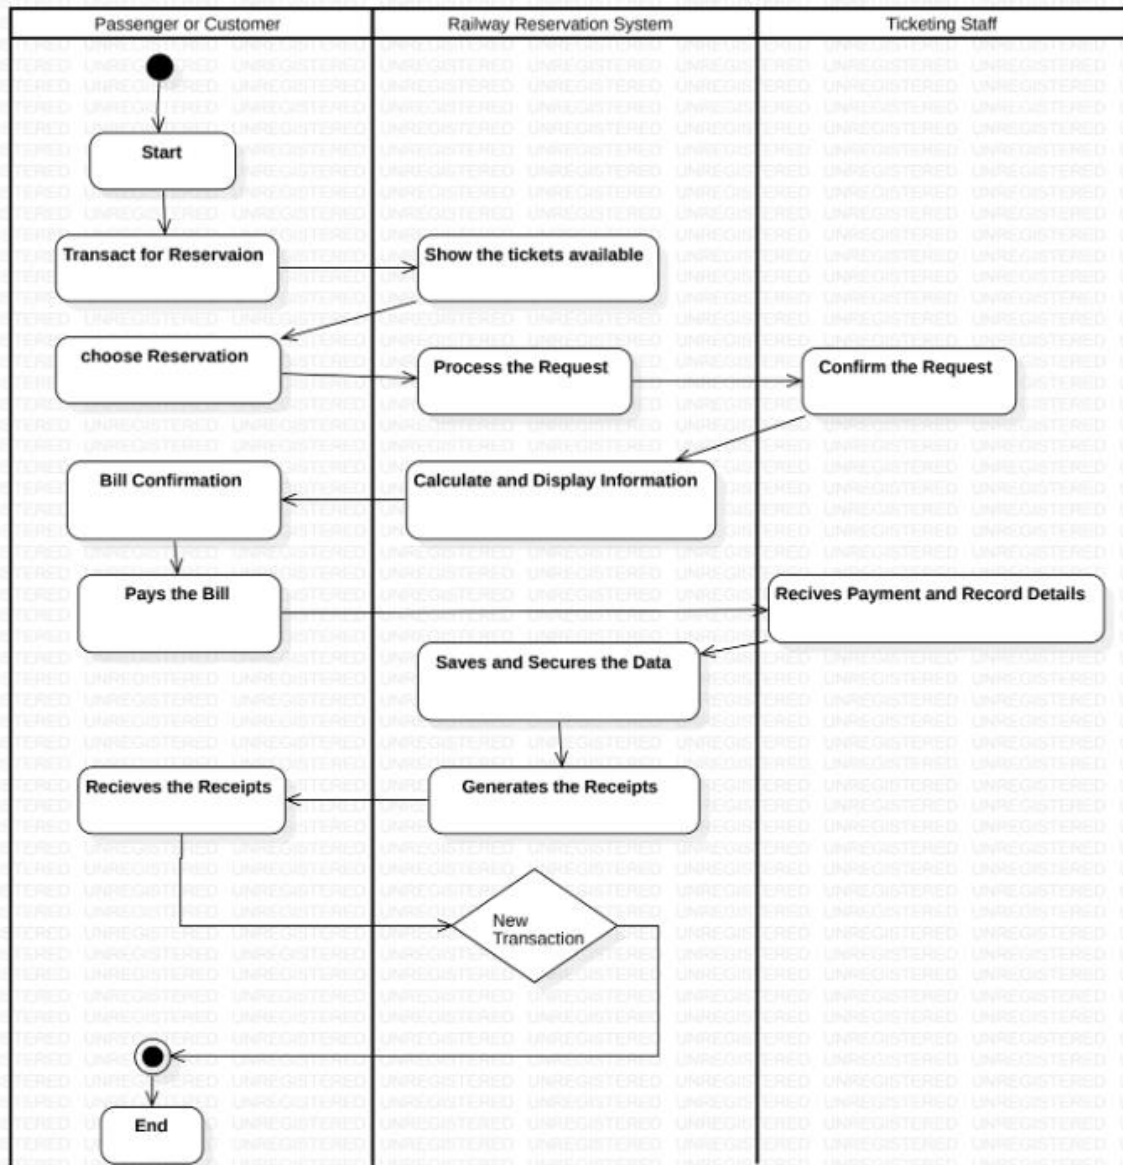 Passenger or Customer
Railway Reservation System
Ticketing Staff
Start
Transact for Reservaion
Show the tickets available
choose Reservation
Process the Request
Confirm the Request
Bill Confirmation
Calculate and Display Information
Pays the Bill
Recives Payment and Record Details
Saves and Secures the Data
Recieves the Receipts
Generates the Receipts
New
Transaction
End
UNREGISTERED